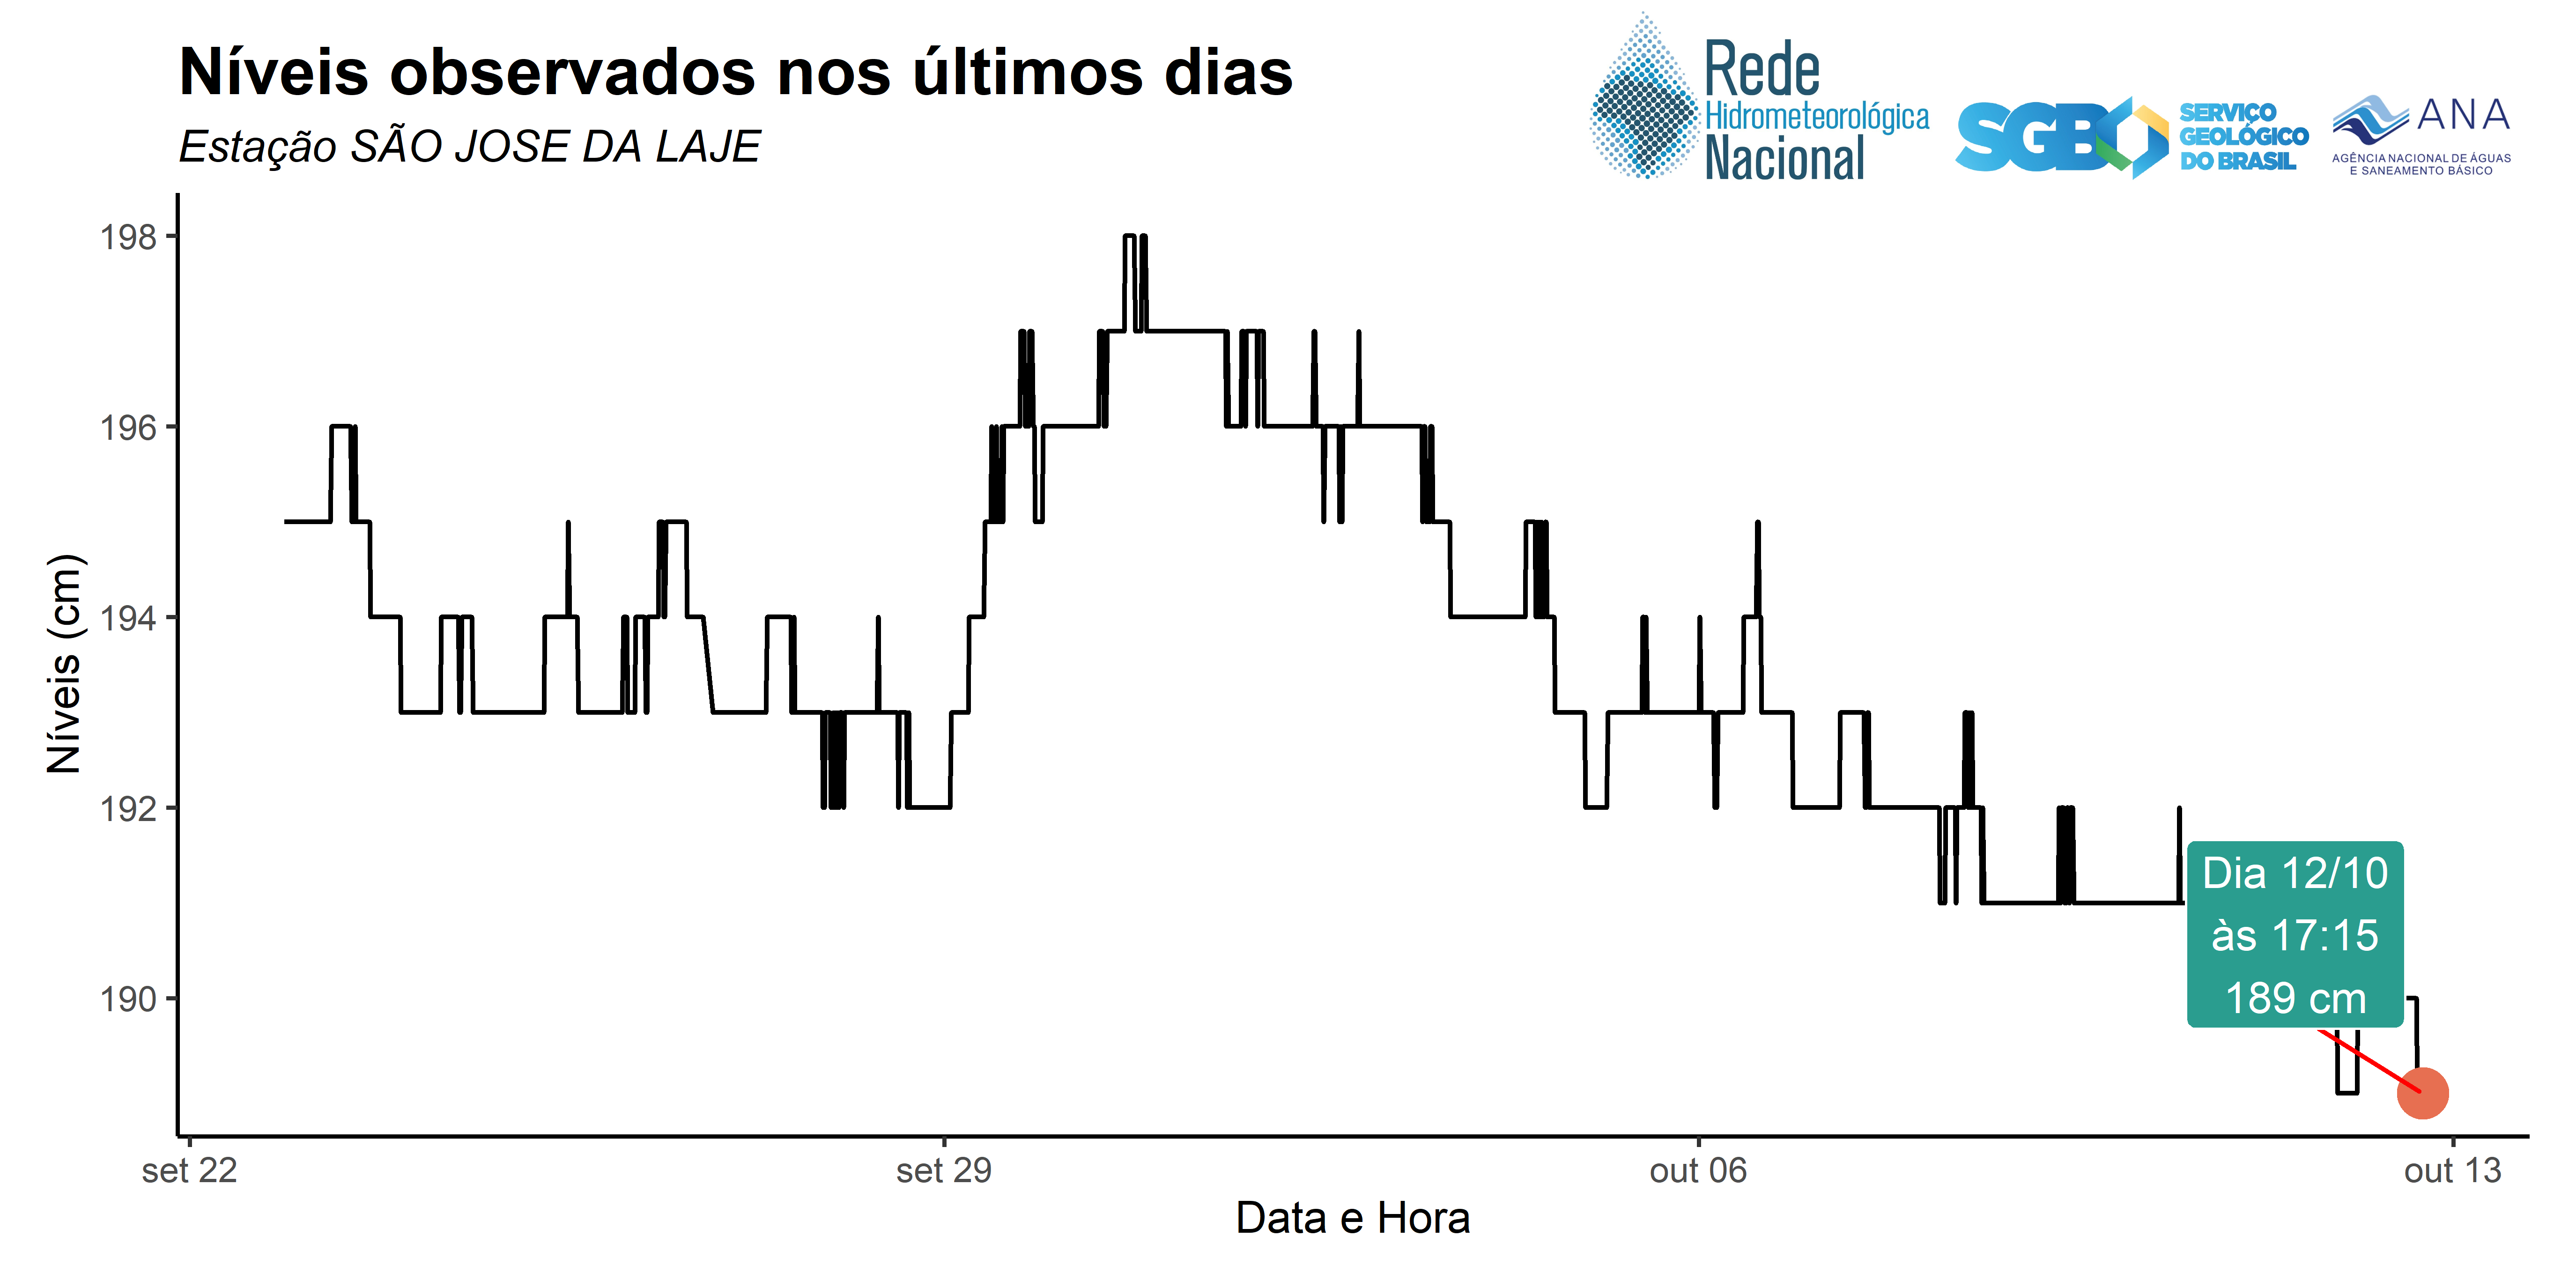 Níveis observados nos últimos dias
Estação SÃO JOSE DA LAJE
Rede
Hidrometeorológica
Nacional
SGB
SERVIÇO
GEOLÓGICO
DO BRASIL
ANA
AGÊNCIA NACIONAL DE ÁGUAS
E SANEAMENTO BÁSICO
Níveis (cm)
198
196
194
192
190
Dia 12/10
às 17:15
189 cm
set 22
set 29
out 06
out 13
Data e Hora